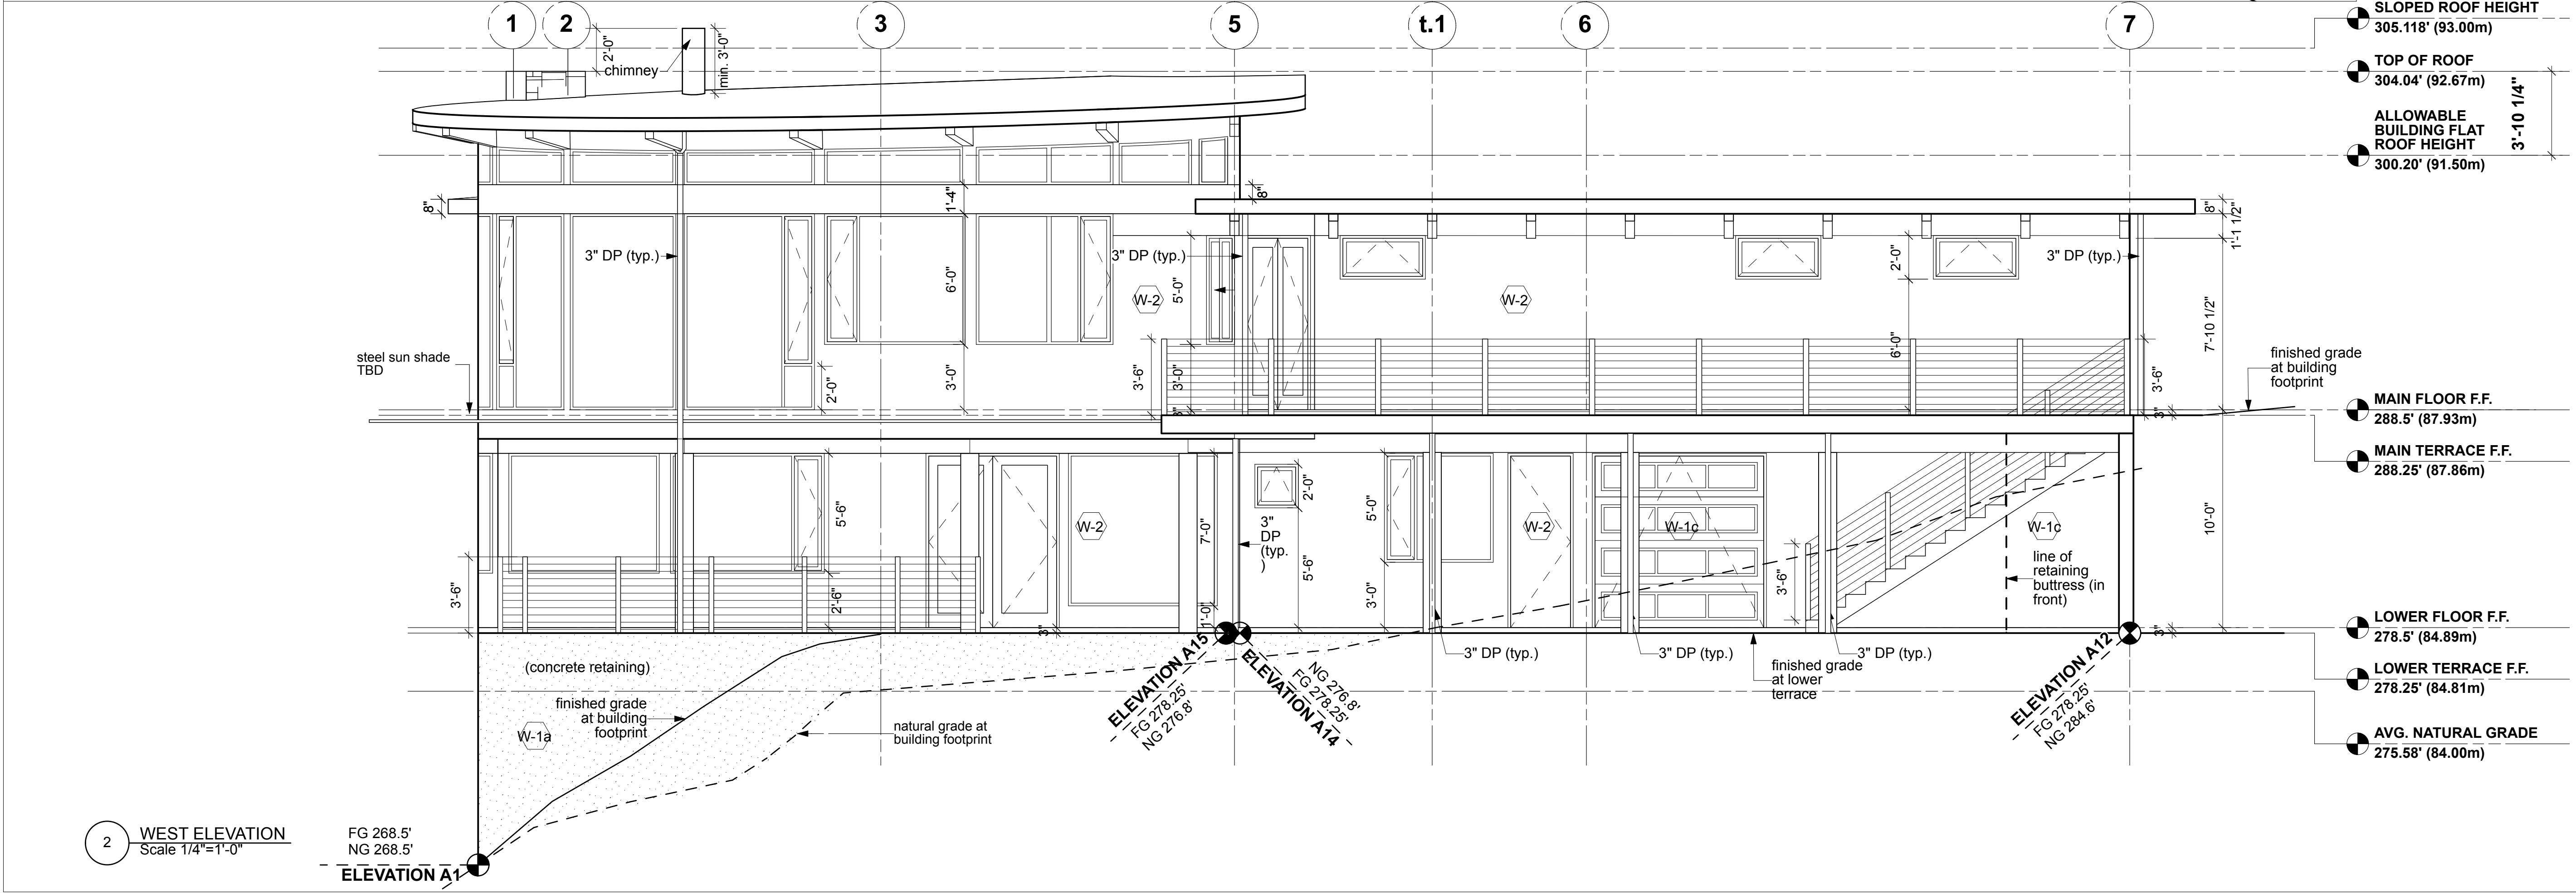 1
2
3
5
t.1
6
7
SLOPED ROOF HEIGHT
305.118' (93.00m)
TOP OF ROOF
304.04' (92.67m)
3'-10 1/4"
ALLOWABLE
BUILDING FLAT
ROOF HEIGHT
300.20' (91.50m)
2'-0"
chimney
min. 3'-0"
8"
1'-4"
8"
8"
1'-1 1/2"
3" DP (typ.)
3" DP (typ.)
3" DP (typ.)
6'-0"
W-2
5'-0"
W-2
2'-0"
7'-10 1/2"
steel sun shade
TBD
2'-0"
3'-0"
3'-6"
3'-0"
3"
6'-0"
3'-6"
3"
finished grade
at building
footprint
MAIN FLOOR F.F.
288.5' (87.93m)
MAIN TERRACE F.F.
288.25' (87.86m)
5'-6"
W-2
7'-0"
2'-0"
3"
DP
(typ.
)
5'-6"
5'-0"
W-2
W-1c
W-1c
10'-0"
3'-6"
2'-6"
3"
1'-0"
3'-0"
3'-6"
line of
retaining
buttress (in
front)
LOWER FLOOR F.F.
278.5' (84.89m)
3"
LOWER TERRACE F.F.
278.25' (84.81m)
AVG. NATURAL GRADE
275.58' (84.00m)
(concrete retaining)
finished grade
at building
footprint
W-1a
natural grade at
building footprint
ELEVATION A15
FG 278.25'
NG 276.8'
NG 276.8'
FG 278.25'
ELEVATION A14
3" DP (typ.)
3" DP (typ.)
finished grade
at lower
terrace
3" DP (typ.)
ELEVATION A12
FG 278.25'
NG 284.6'
2
WEST ELEVATION
Scale 1/4"=1'-0"
FG 268.5'
NG 268.5'
ELEVATION A1